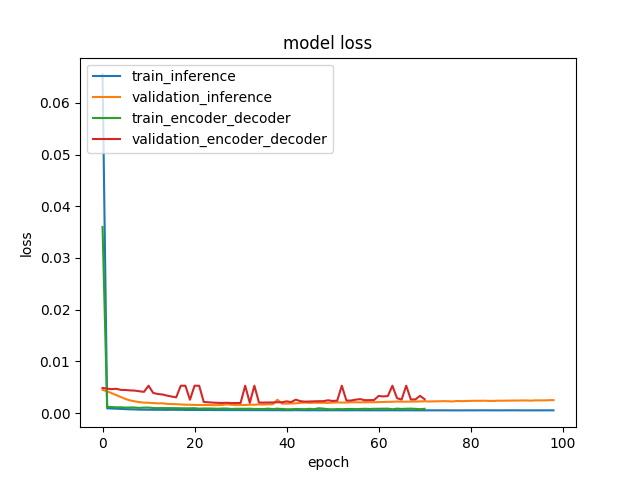 model loss
train_inference
validation_inference
train_encoder_decoder
validation_encoder_decoder
loss
0.06
0.05
0.04
0.03
0.02
0.01
0.00
0 20 40 60 80 100
epoch